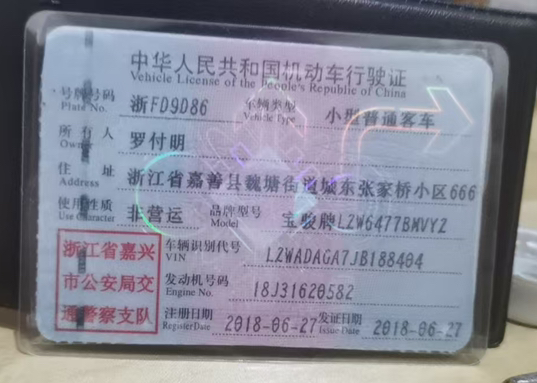 中华人民共和国机动车行驶证
Vehicle License of the People's Republic of China
号牌号码 浙FD9D86 车辆类型 小型普通客车
Plate No. Vehicle Type
所有人 罗付明
Owner
住址 浙江省嘉善县魏塘街道城东张家桥小区666
Address
使用性质 非营运 品牌型号 宝骏牌LZW6477BMVY2
Use Character Model
浙江省嘉兴
市公安局交
通警察支队
车辆识别代号 LZWADAGA7JB188404
VIN
发动机号码 18J31620582
Engine No.
注册日期 2018-06-27 发证日期 2018-06-27
Register Date Issue Date